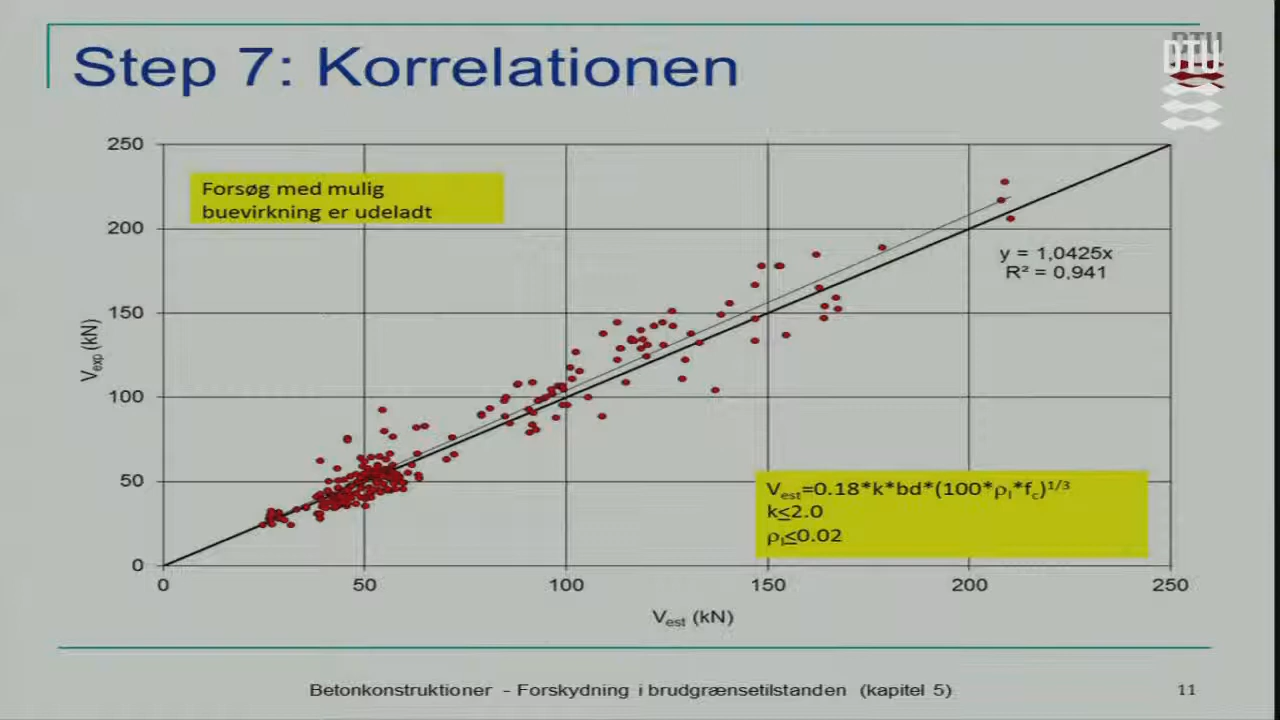 Step 7: Korrelationen
DTU
250
200
150
100
50
0
0
50
100
150
200
250
V_exp (kN)
V_est (kN)
Forsøg med mulig
buevirkning er udeladt
y = 1,0425x
R² = 0,941
V_est=0.18*k*bd*(100*ρ_l*f_c)^1/3
k≤2.0
ρ_l≤0.02
Betonkonstruktioner - Forskydning i brudgrænsetilstanden (kapitel 5)
11